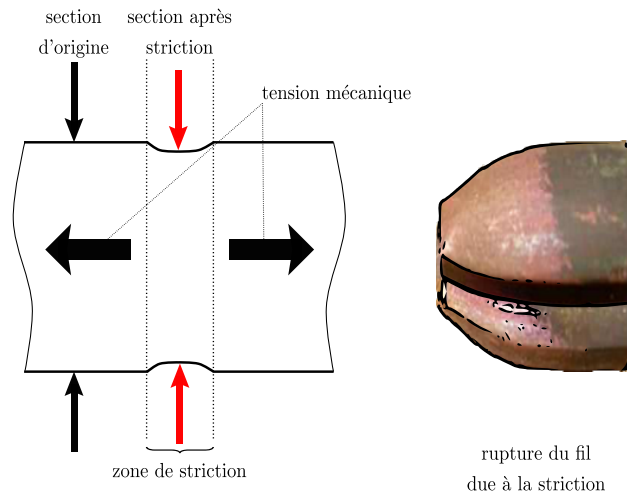 section
d'origine
section après
striction
tension mécanique
zone de striction
rupture du fil
due à la striction